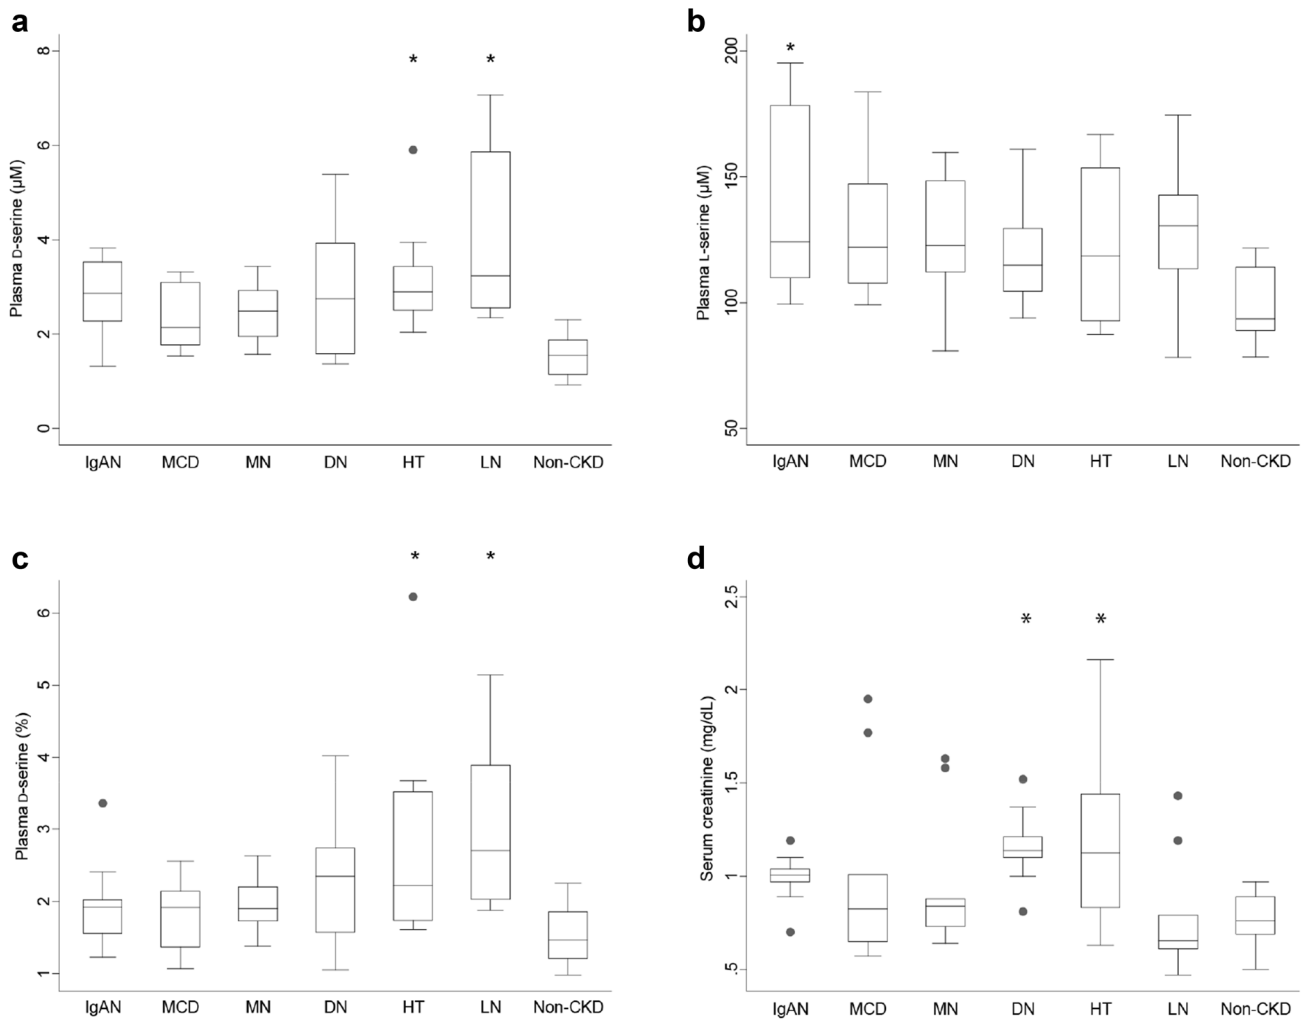 a
*
*
Plasma D-serine (µM)
8
6
4
2
0
IgAN MCD MN DN HT LN Non-CKD
b
*
Plasma L-serine (µM)
200
150
100
50
IgAN MCD MN DN HT LN Non-CKD
c
*
*
Plasma D-serine (%)
6
5
4
3
2
1
IgAN MCD MN DN HT LN Non-CKD
d
*
*
Serum creatinine (mg/dL)
2.5
2
1.5
1
.5
IgAN MCD MN DN HT LN Non-CKD